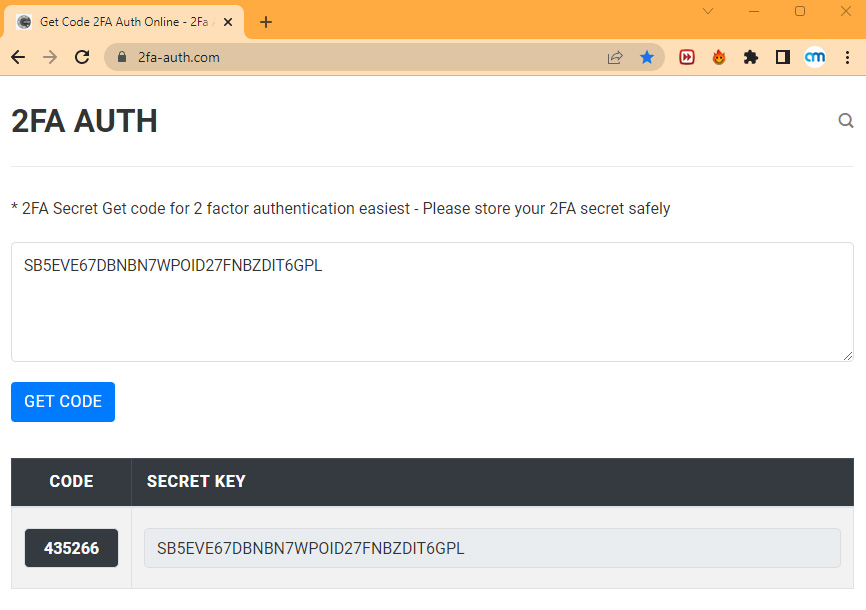 Get Code 2FA Auth Online - 2Fa
2fa-auth.com
2FA AUTH
* 2FA Secret Get code for 2 factor authentication easiest - Please store your 2FA secret safely
SB5EVE67DBNBN7WPOID27FNBZDIT6GPL
GET CODE
CODE SECRET KEY
435266 SB5EVE67DBNBN7WPOID27FNBZDIT6GPL